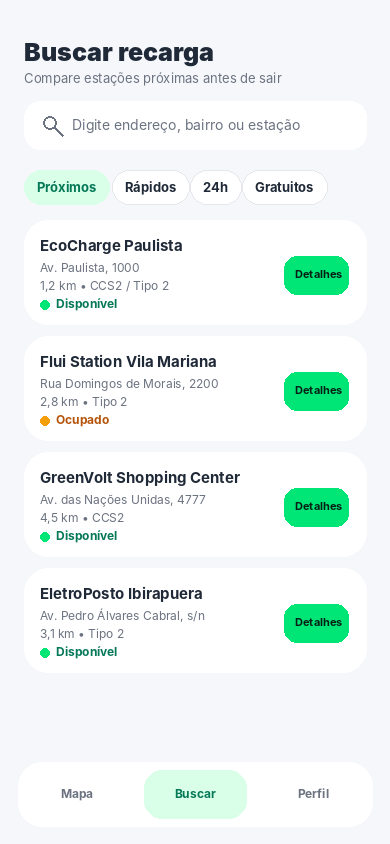 Buscar recarga
Compare estações próximas antes de sair
Digite endereço, bairro ou estação
Próximos Rápidos 24h Gratuitos
EcoCharge Paulista
Av. Paulista, 1000
1,2 km • CCS2 / Tipo 2
Disponível
Detalhes
Flui Station Vila Mariana
Rua Domingos de Morais, 2200
2,8 km • Tipo 2
Ocupado
Detalhes
GreenVolt Shopping Center
Av. das Nações Unidas, 4777
4,5 km • CCS2
Disponível
Detalhes
EletroPosto Ibirapuera
Av. Pedro Álvares Cabral, s/n
3,1 km • Tipo 2
Disponível
Detalhes
Mapa Buscar Perfil